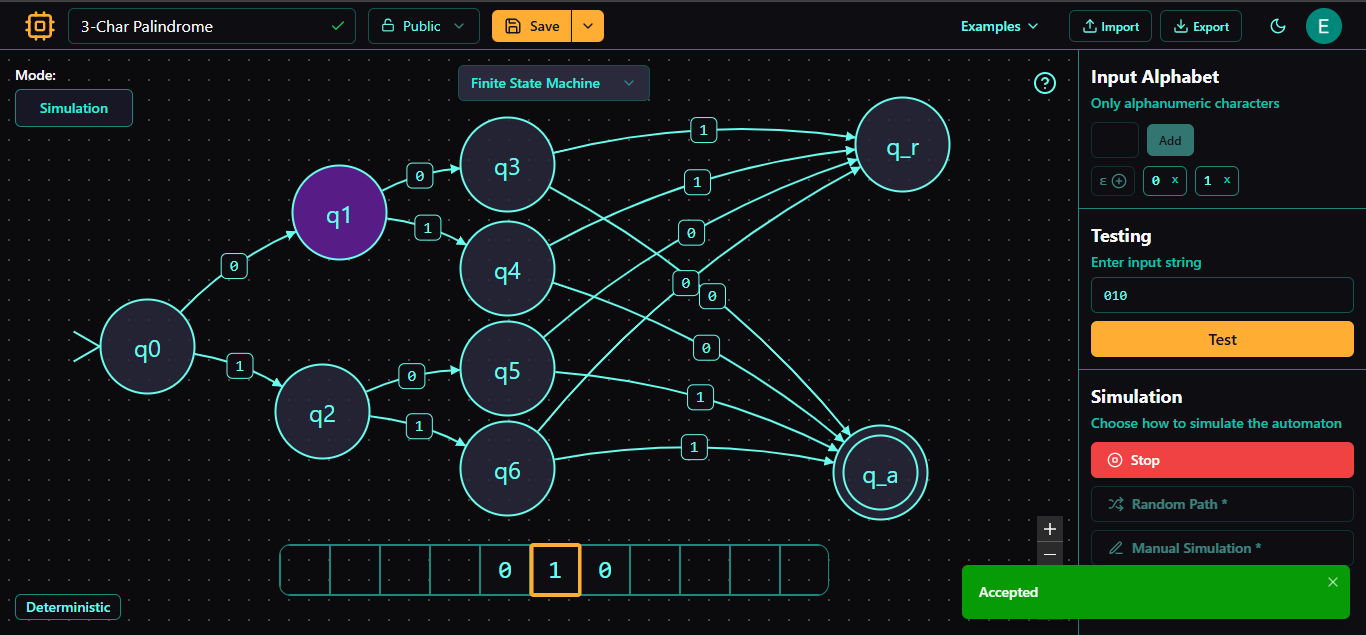 3-Char Palindrome
Public
Save
Examples
Import
Export
E
Mode:
Simulation
Finite State Machine
?
q0
q1
q2
q3
q4
q5
q6
q_r
q_a
0
1
0
1
0
1
1
1
0
0
0
0
1
1
0 1 0
+
−
Deterministic
Input Alphabet
Only alphanumeric characters
Add
ε
0 x
1 x
Testing
Enter input string
010
Test
Simulation
Choose how to simulate the automaton
Stop
Random Path *
Manual Simulation *
Accepted